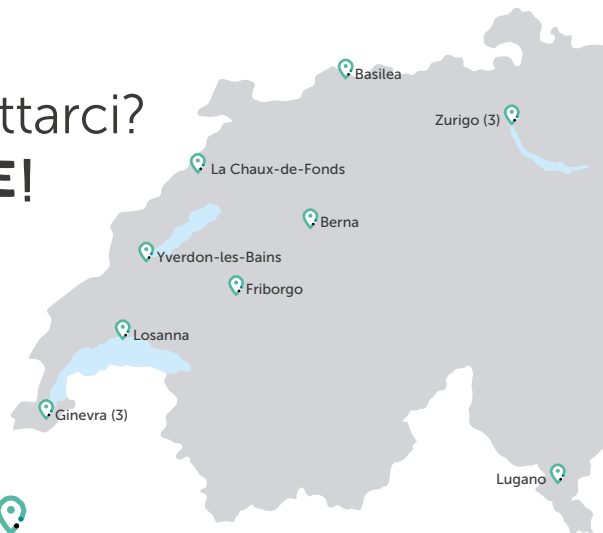 ttarci?
E!
Basilea
Zurigo (3)
La Chaux-de-Fonds
Berna
Yverdon-les-Bains
Friborgo
Losanna
Ginevra (3)
Lugano